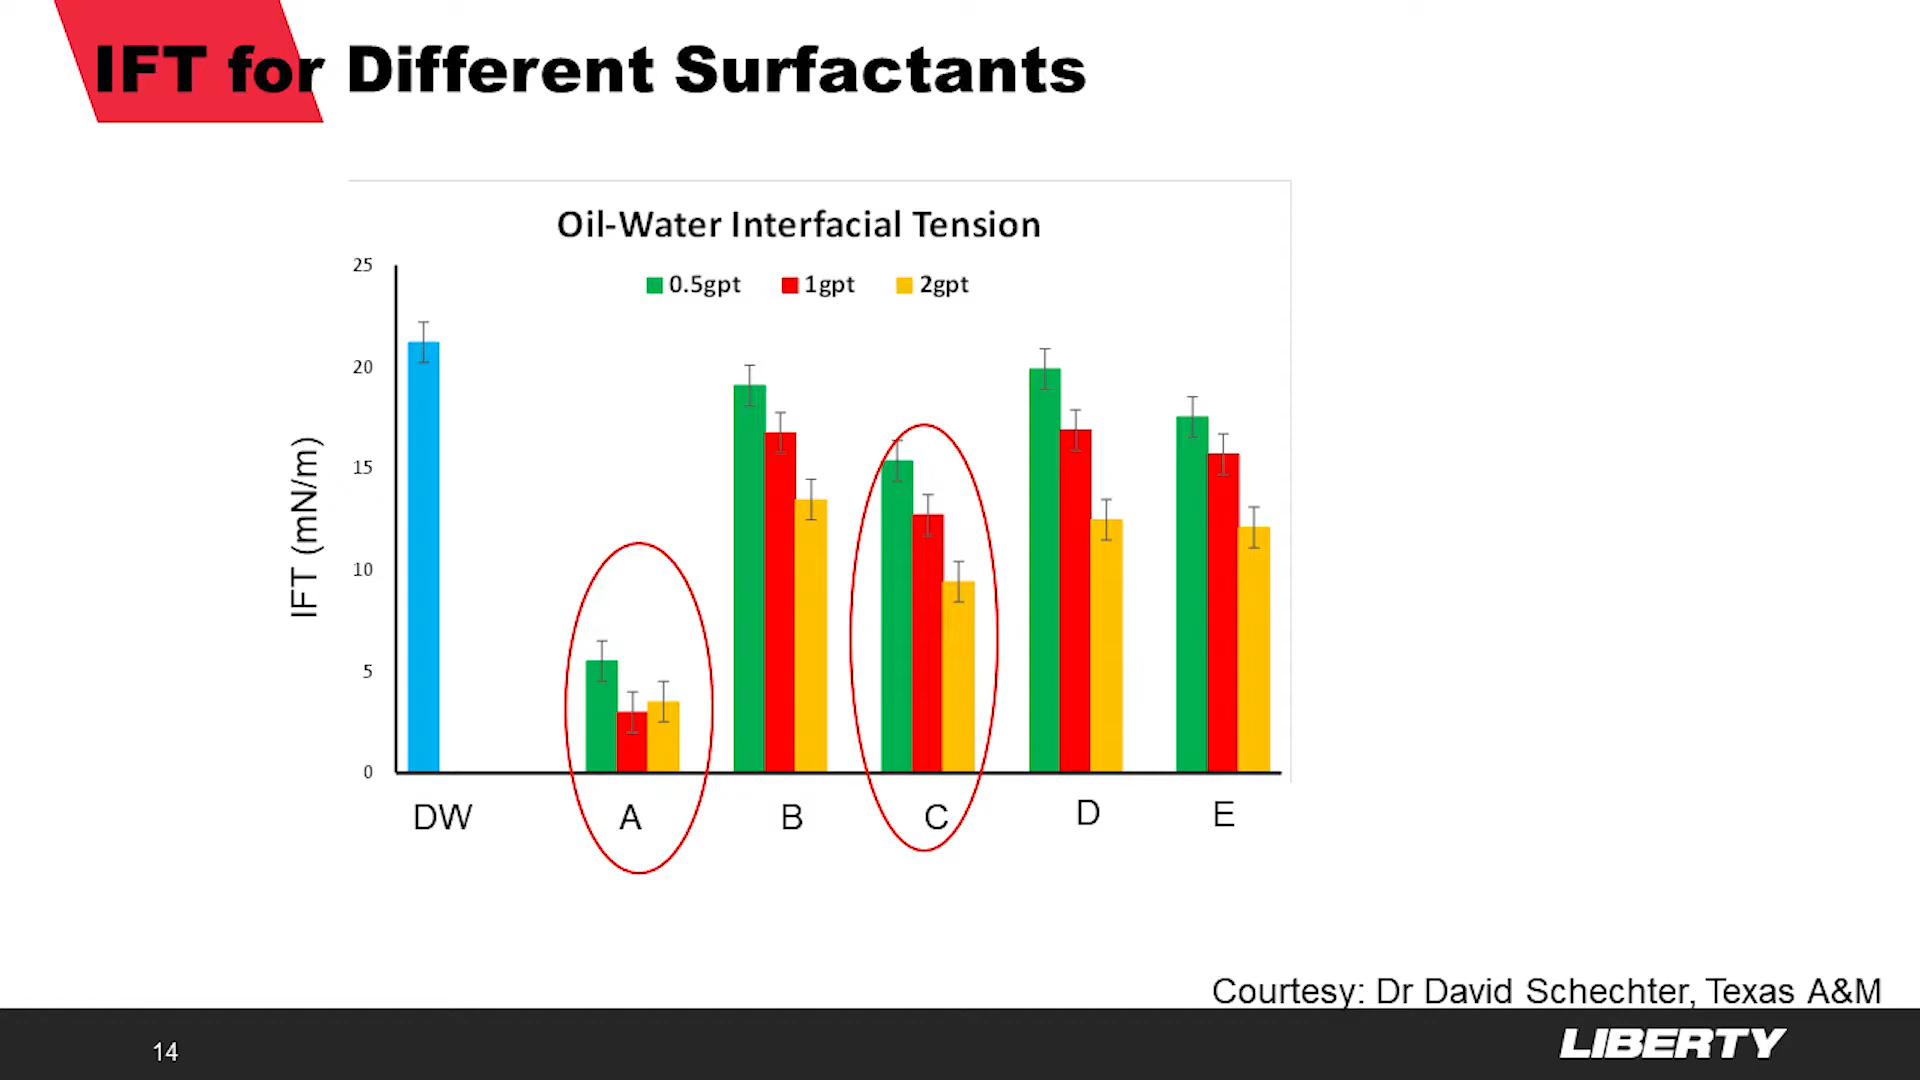 IFT for Different Surfactants
Oil-Water Interfacial Tension
0.5gpt 1gpt 2gpt
IFT (mN/m)
25
20
15
10
5
0
DW A B C D E
Courtesy: Dr David Schechter, Texas A&M
14
LIBERTY